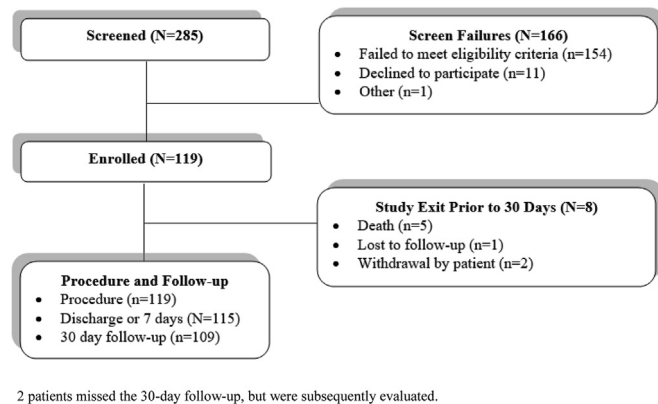 Screened (N=285)
Screen Failures (N=166)
• Failed to meet eligibility criteria (n=154)
• Declined to participate (n=11)
• Other (n=1)
Enrolled (N=119)
Study Exit Prior to 30 Days (N=8)
• Death (n=5)
• Lost to follow-up (n=1)
• Withdrawal by patient (n=2)
Procedure and Follow-up
• Procedure (n=119)
• Discharge or 7 days (N=115)
• 30 day follow-up (n=109)
2 patients missed the 30-day follow-up, but were subsequently evaluated.